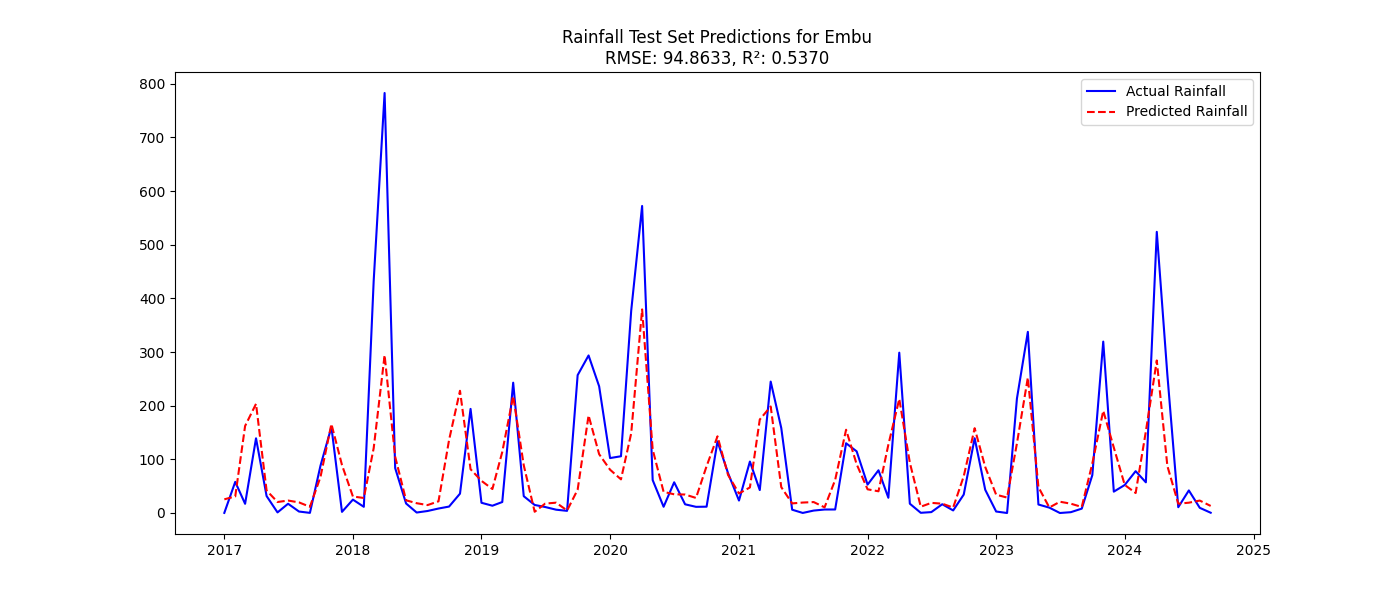 Rainfall Test Set Predictions for Embu
RMSE: 94.8633, R²: 0.5370
Actual Rainfall
Predicted Rainfall
800
700
600
500
400
300
200
100
0
2017 2018 2019 2020 2021 2022 2023 2024 2025